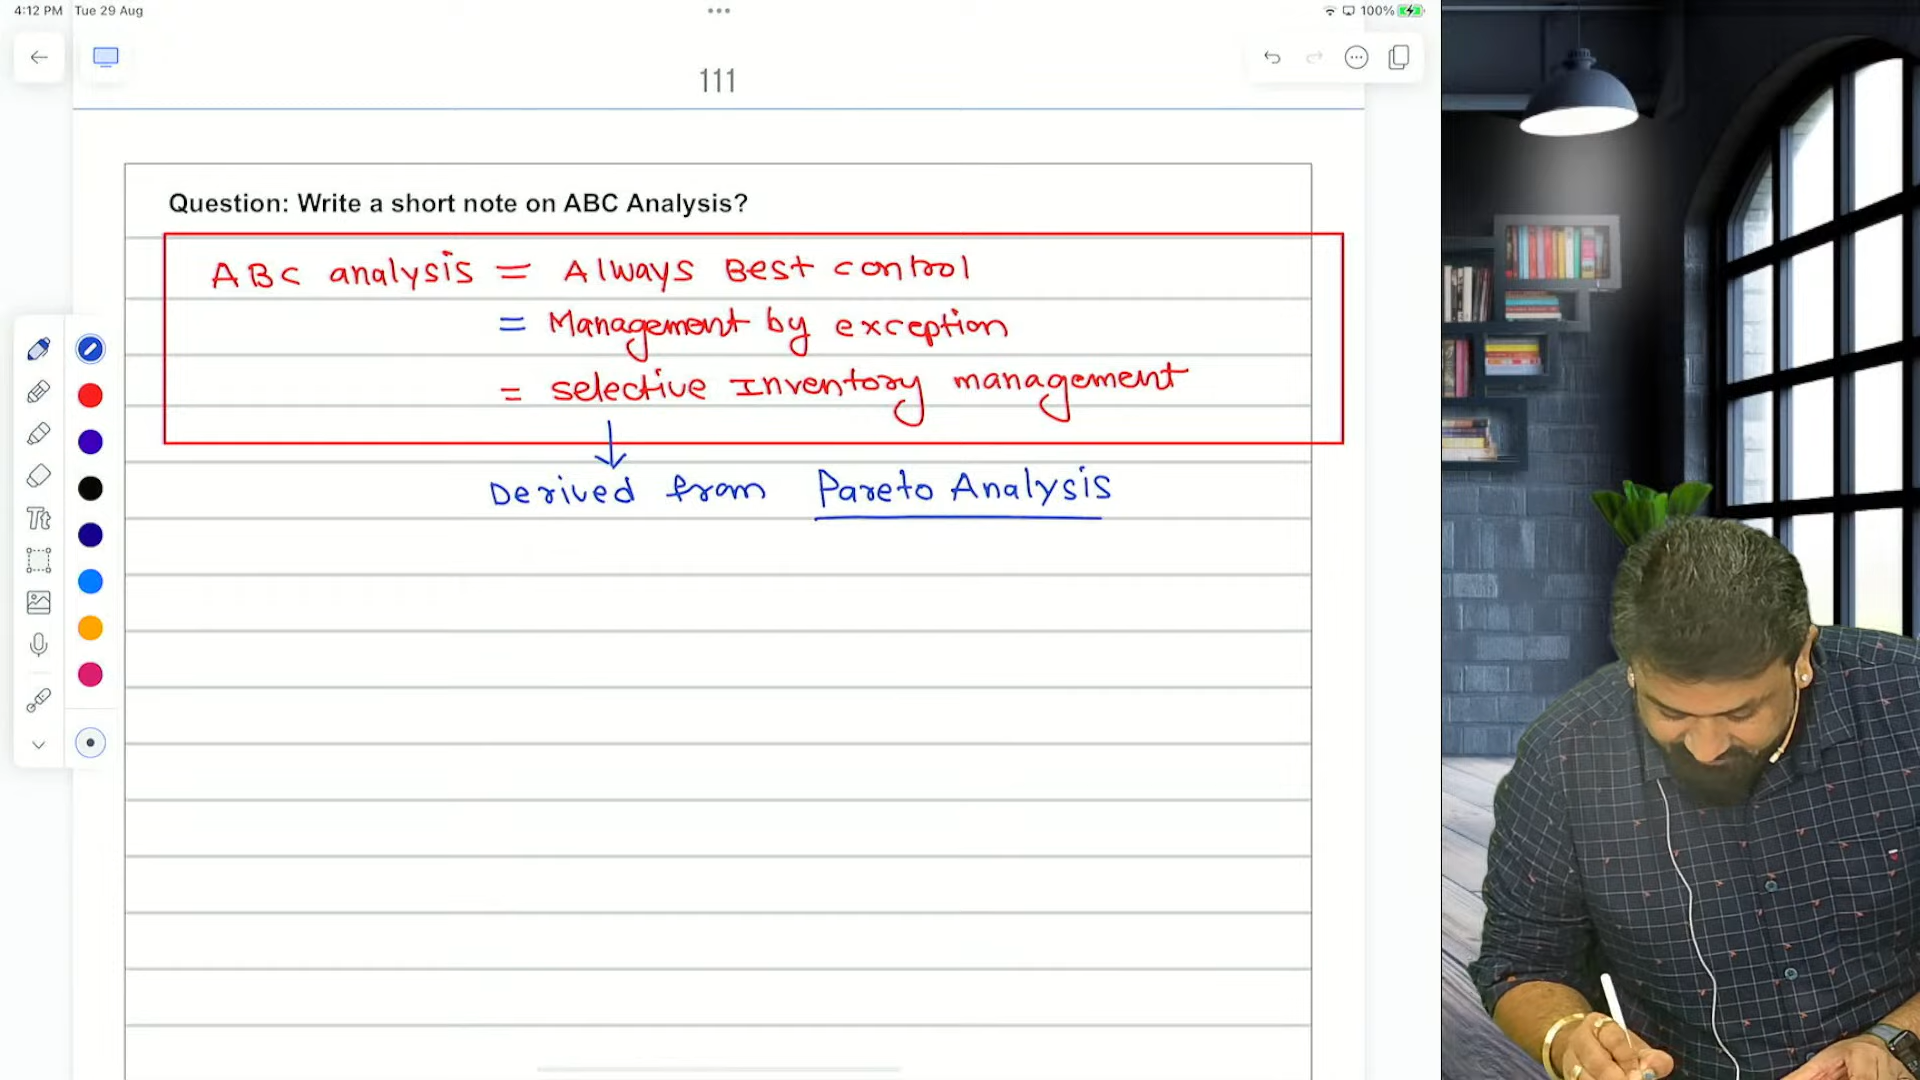 4:12 PM Tue 29 Aug
100%
111
Question: Write a short note on ABC Analysis?
ABC analysis = Always Best control
= Management by exception
= selective Inventory management
Derived from Pareto Analysis
Tt